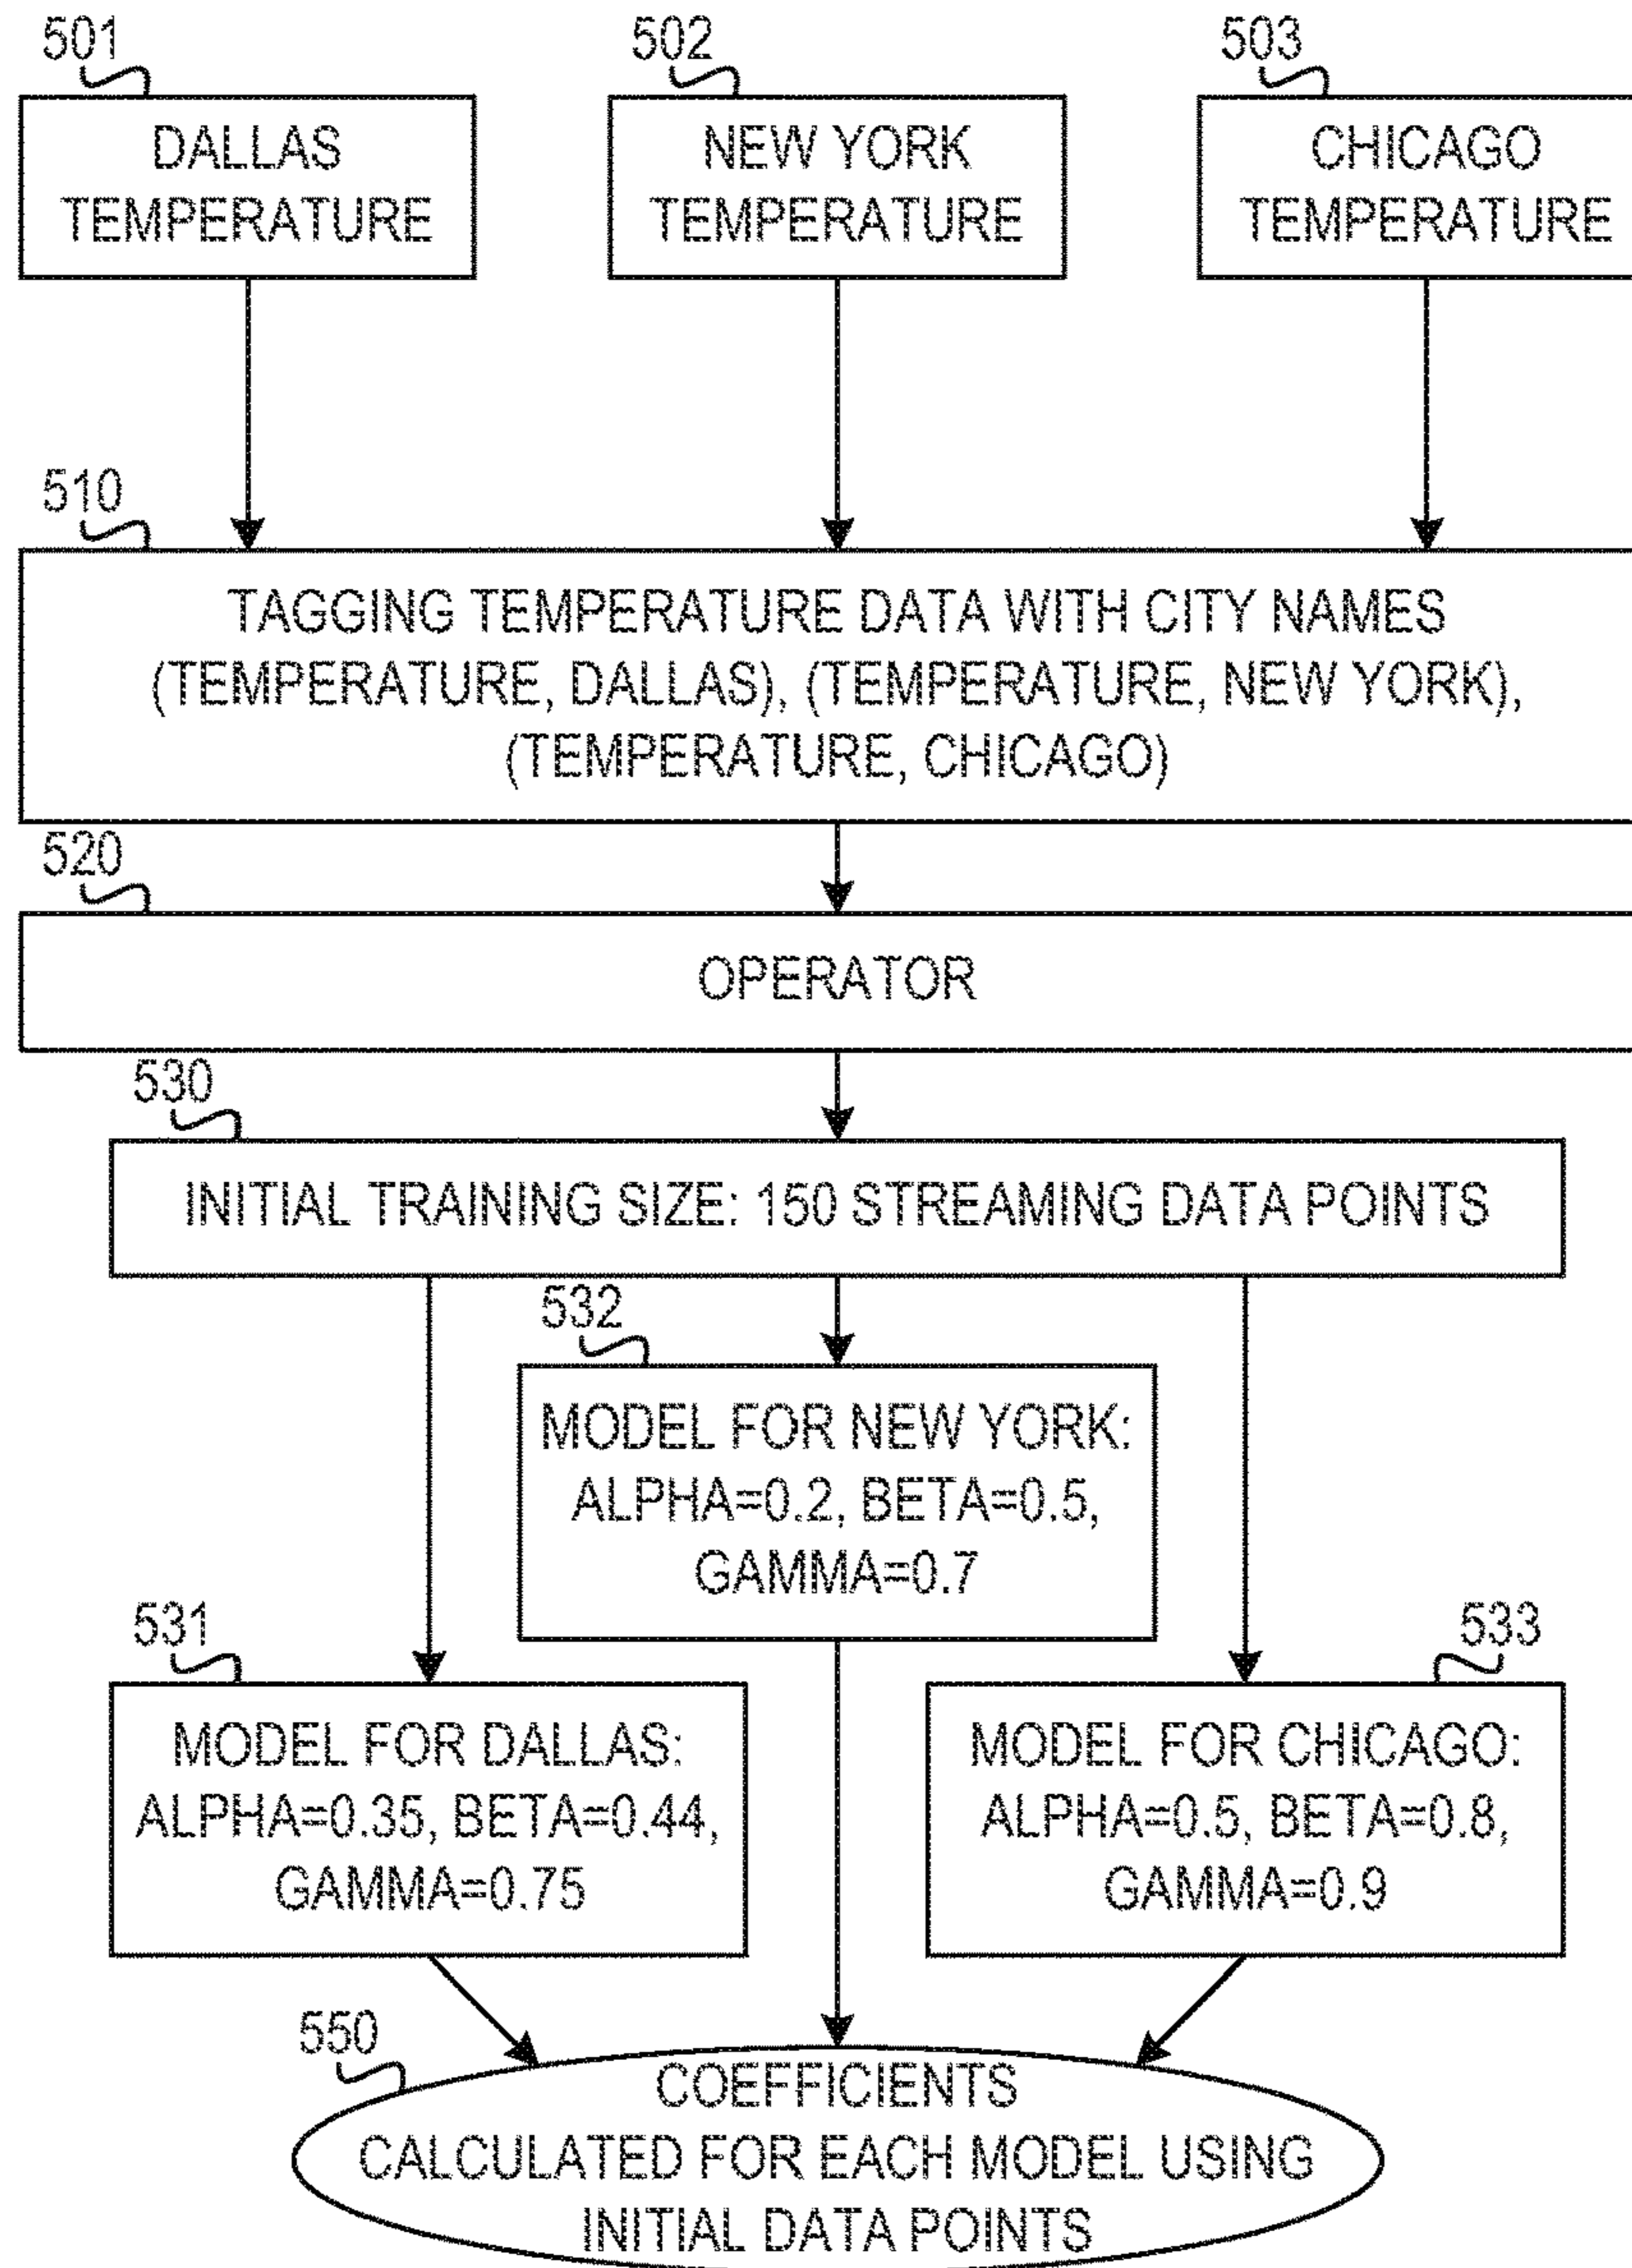 501
DALLAS
TEMPERATURE
502
NEW YORK
TEMPERATURE
503
CHICAGO
TEMPERATURE
510
TAGGING TEMPERATURE DATA WITH CITY NAMES
(TEMPERATURE, DALLAS), (TEMPERATURE, NEW YORK),
(TEMPERATURE, CHICAGO)
520
OPERATOR
530
INITIAL TRAINING SIZE: 150 STREAMING DATA POINTS
532
MODEL FOR NEW YORK:
ALPHA=0.2, BETA=0.5,
GAMMA=0.7
531
MODEL FOR DALLAS:
ALPHA=0.35, BETA=0.44,
GAMMA=0.75
533
MODEL FOR CHICAGO:
ALPHA=0.5, BETA=0.8,
GAMMA=0.9
550
COEFFICIENTS
CALCULATED FOR EACH MODEL USING
INITIAL DATA POINTS